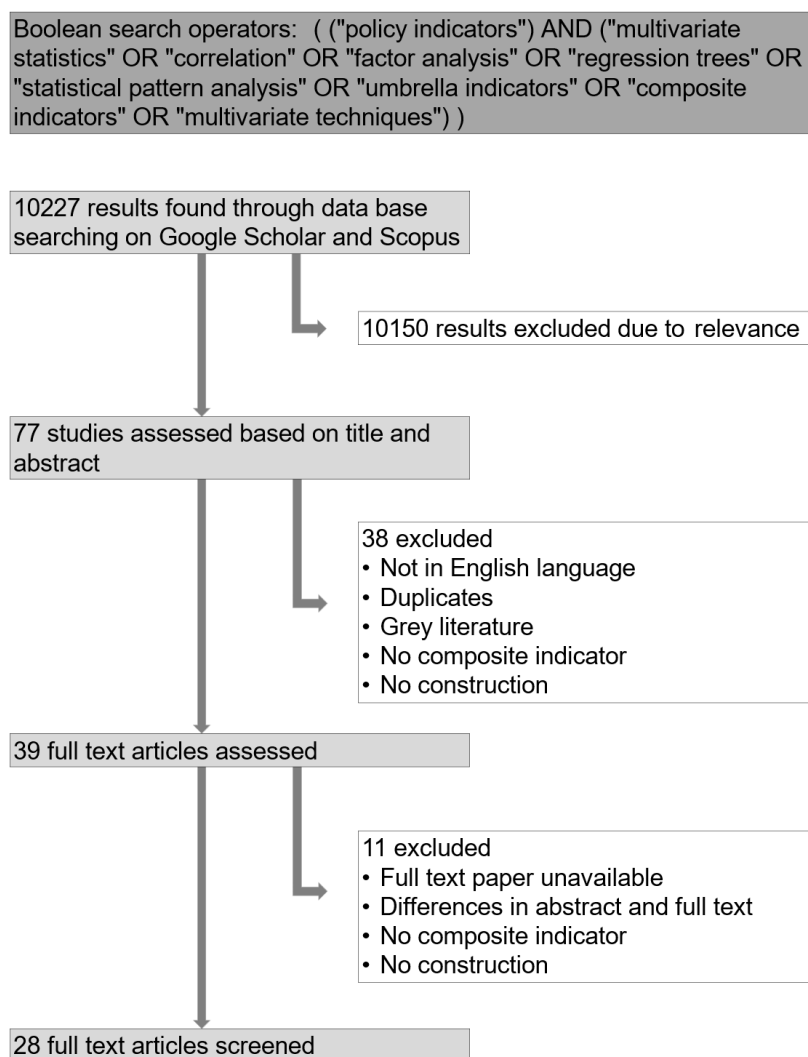 Boolean search operators: ( ("policy indicators") AND ("multivariate
statistics" OR "correlation" OR "factor analysis" OR "regression trees" OR
"statistical pattern analysis" OR "umbrella indicators" OR "composite
indicators" OR "multivariate techniques") )
10227 results found through data base
searching on Google Scholar and Scopus
10150 results excluded due to relevance
77 studies assessed based on title and
abstract
38 excluded
• Not in English language
• Duplicates
• Grey literature
• No composite indicator
• No construction
39 full text articles assessed
11 excluded
• Full text paper unavailable
• Differences in abstract and full text
• No composite indicator
• No construction
28 full text articles screened